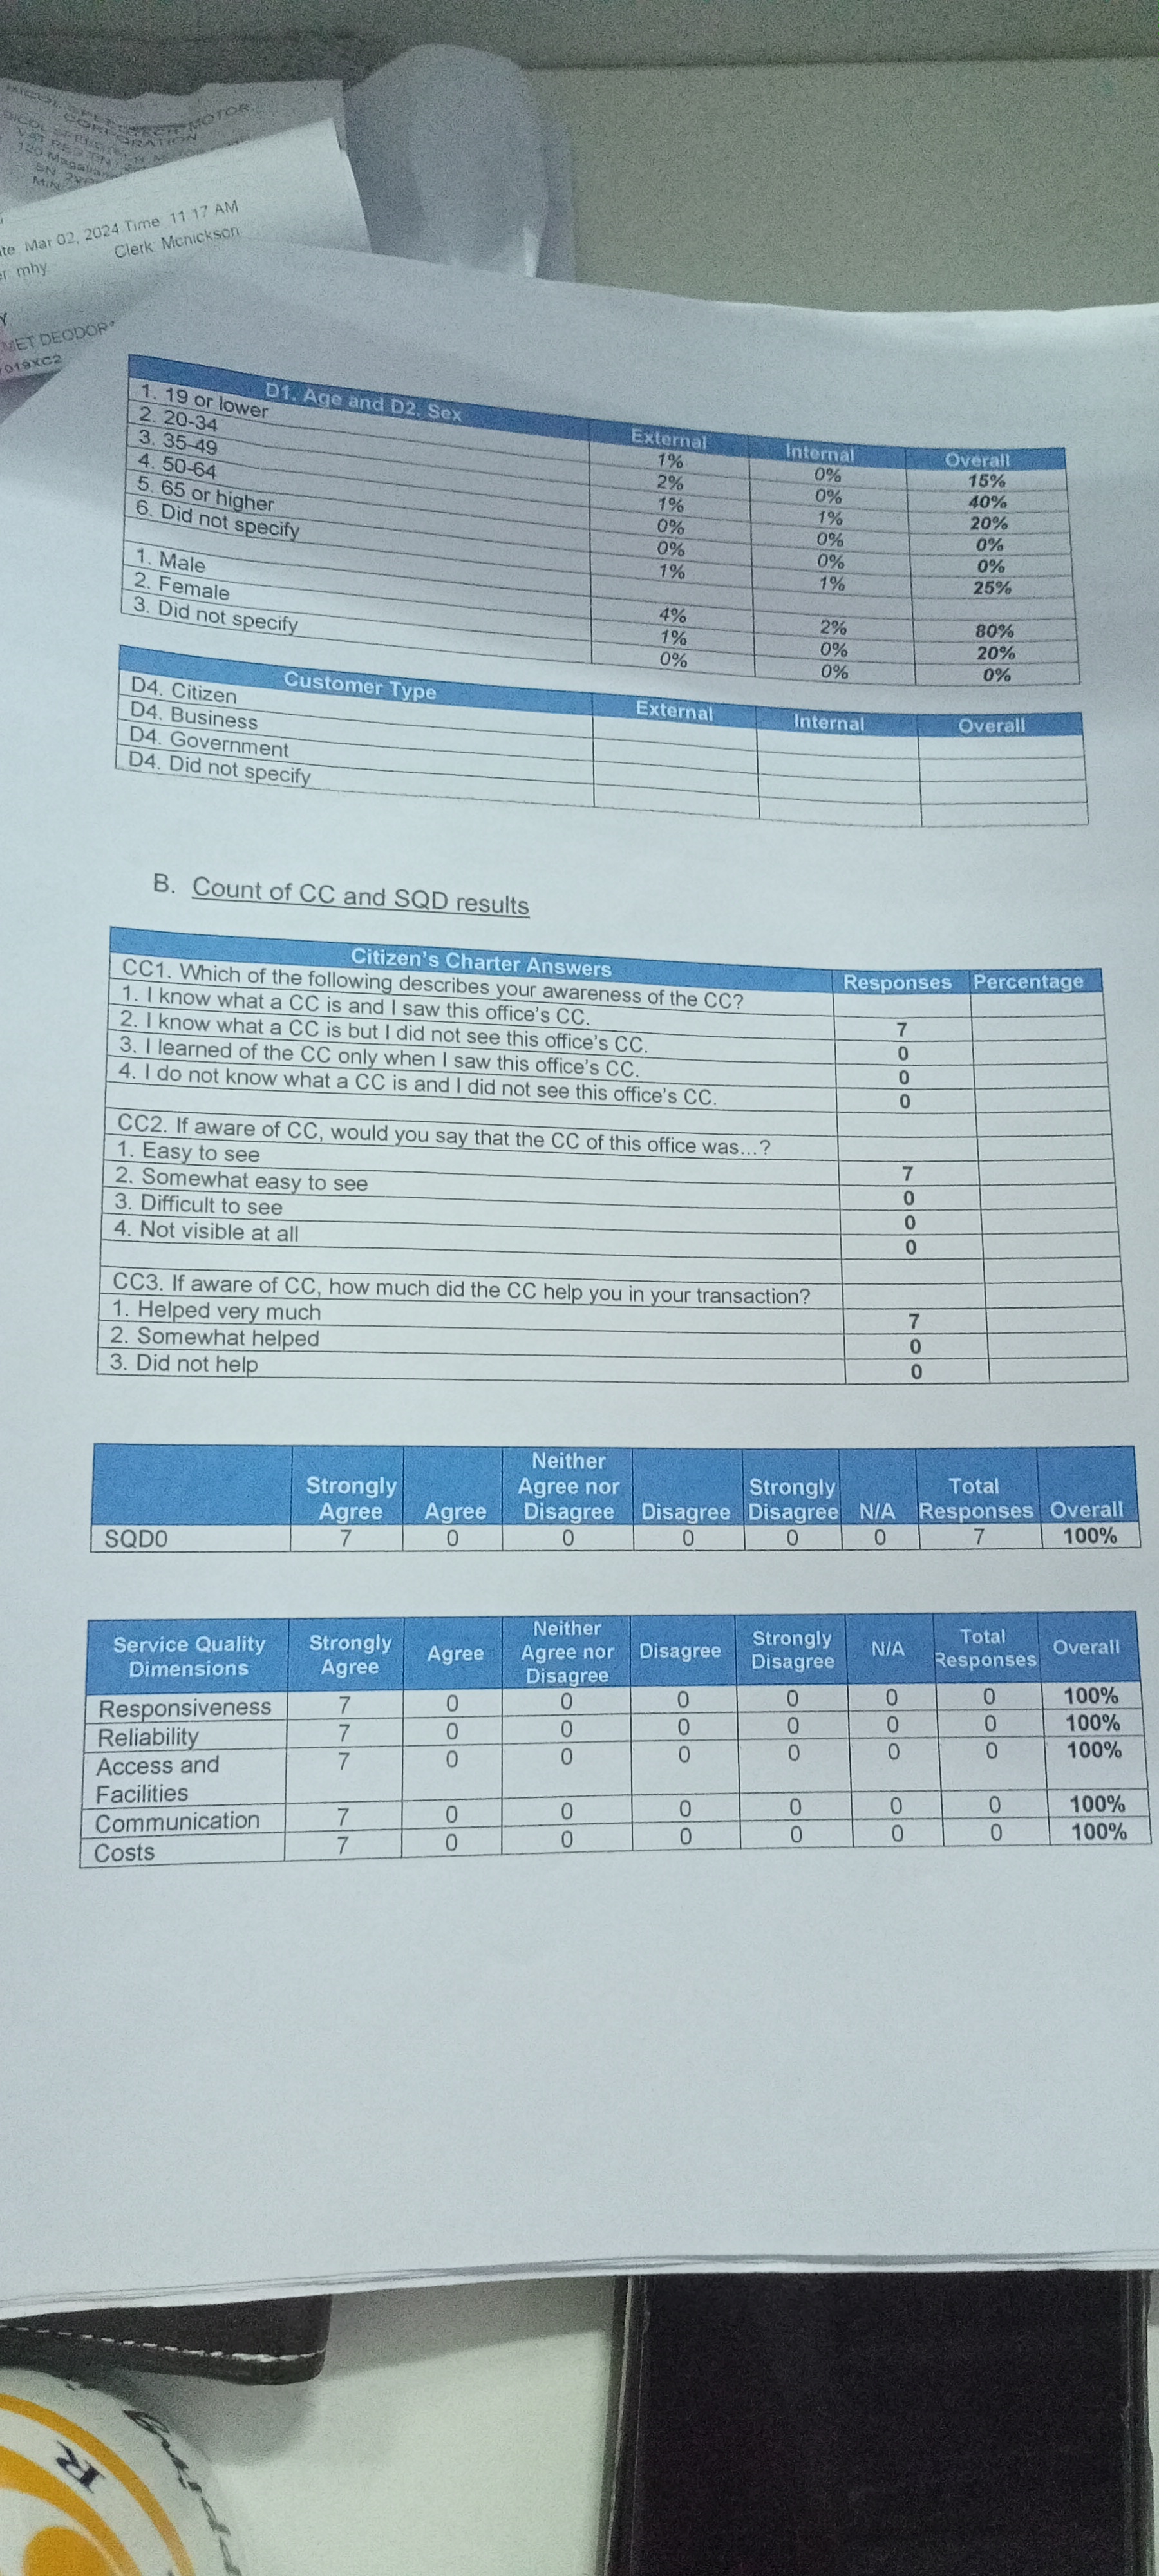 CORPORATION
Mar 02, 2024 Time 11 17 AM
mhy Clerk: Mcnickson
MET DEODOR
019XC2
D1. Age and D2. Sex External Internal Overall
1. 19 or lower 1% 0% 15%
2. 20-34 2% 0% 40%
3. 35-49 1% 1% 20%
4. 50-64 0% 0% 0%
5. 65 or higher 0% 0% 0%
6. Did not specify 1% 1% 25%
1. Male 4% 2% 80%
2. Female 1% 0% 20%
3. Did not specify 0% 0% 0%
Customer Type External Internal Overall
D4. Citizen
D4. Business
D4. Government
D4. Did not specify
B. Count of CC and SQD results
Citizen's Charter Answers Responses Percentage
CC1. Which of the following describes your awareness of the CC?
1. I know what a CC is and I saw this office's CC. 7
2. I know what a CC is but I did not see this office's CC. 0
3. I learned of the CC only when I saw this office's CC. 0
4. I do not know what a CC is and I did not see this office's CC. 0
CC2. If aware of CC, would you say that the CC of this office was...?
1. Easy to see 7
2. Somewhat easy to see 0
3. Difficult to see 0
4. Not visible at all 0
CC3. If aware of CC, how much did the CC help you in your transaction?
1. Helped very much 7
2. Somewhat helped 0
3. Did not help 0
Strongly Agree Agree Neither Agree nor Disagree Disagree Strongly Disagree N/A Total Responses Overall
SQD0 7 0 0 0 0 0 7 100%
Service Quality Dimensions Strongly Agree Agree Neither Agree nor Disagree Disagree Strongly Disagree N/A Total Responses Overall
Responsiveness 7 0 0 0 0 0 0 100%
Reliability 7 0 0 0 0 0 0 100%
Access and Facilities 7 0 0 0 0 0 0 100%
Communication 7 0 0 0 0 0 0 100%
Costs 7 0 0 0 0 0 0 100%
R